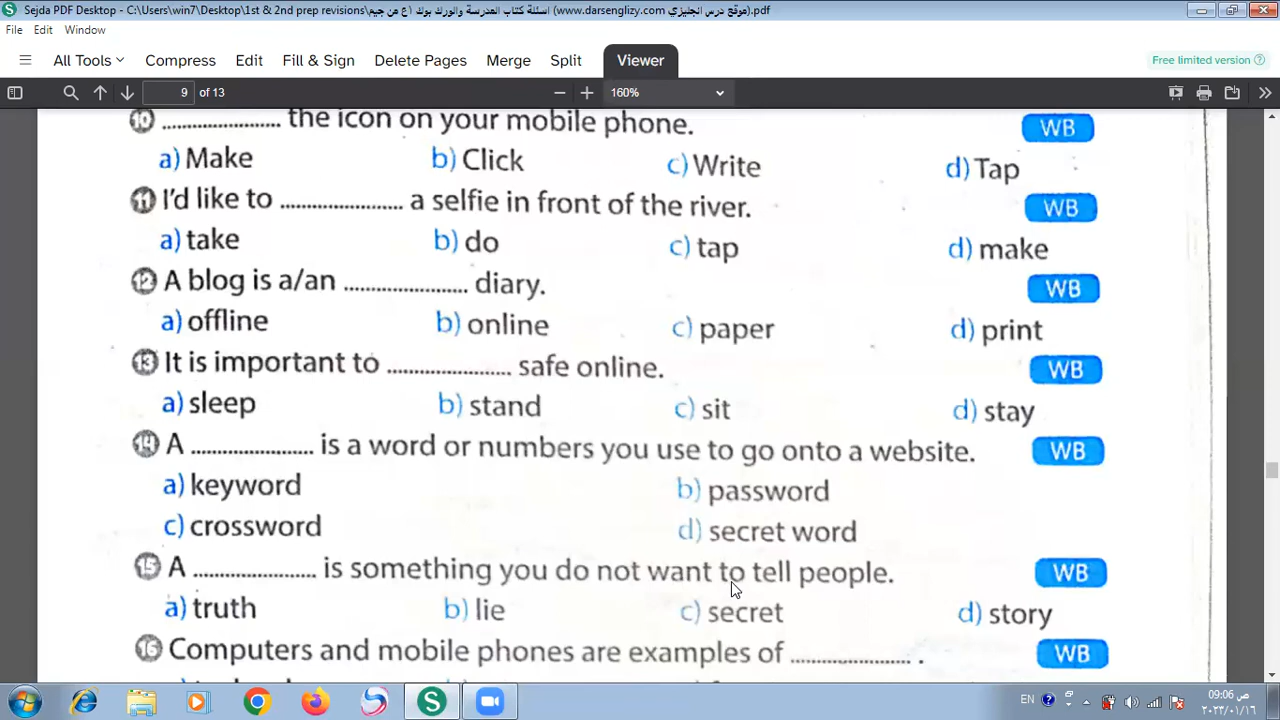 Sejda PDF Desktop - C:\Users\win7\Desktop\1st & 2nd prep revisions\اسئلة كتاب المدرسة والورك بوك ع١ من جيم (www.darsenglizy.com موقع درس انجليزي).pdf
File Edit Window
All Tools Compress Edit Fill & Sign Delete Pages Merge Split Viewer Free limited version
9 of 13 160%
10 ...................... the icon on your mobile phone. WB
a) Make b) Click c) Write d) Tap
11 I'd like to ...................... a selfie in front of the river. WB
a) take b) do c) tap d) make
12 A blog is a/an ...................... diary. WB
a) offline b) online c) paper d) print
13 It is important to ...................... safe online. WB
a) sleep b) stand c) sit d) stay
14 A ...................... is a word or numbers you use to go onto a website. WB
a) keyword b) password
c) crossword d) secret word
15 A ...................... is something you do not want to tell people. WB
a) truth b) lie c) secret d) story
16 Computers and mobile phones are examples of ...................... . WB
EN 09:06 ص
٢٠٢٣/٠١/١٦